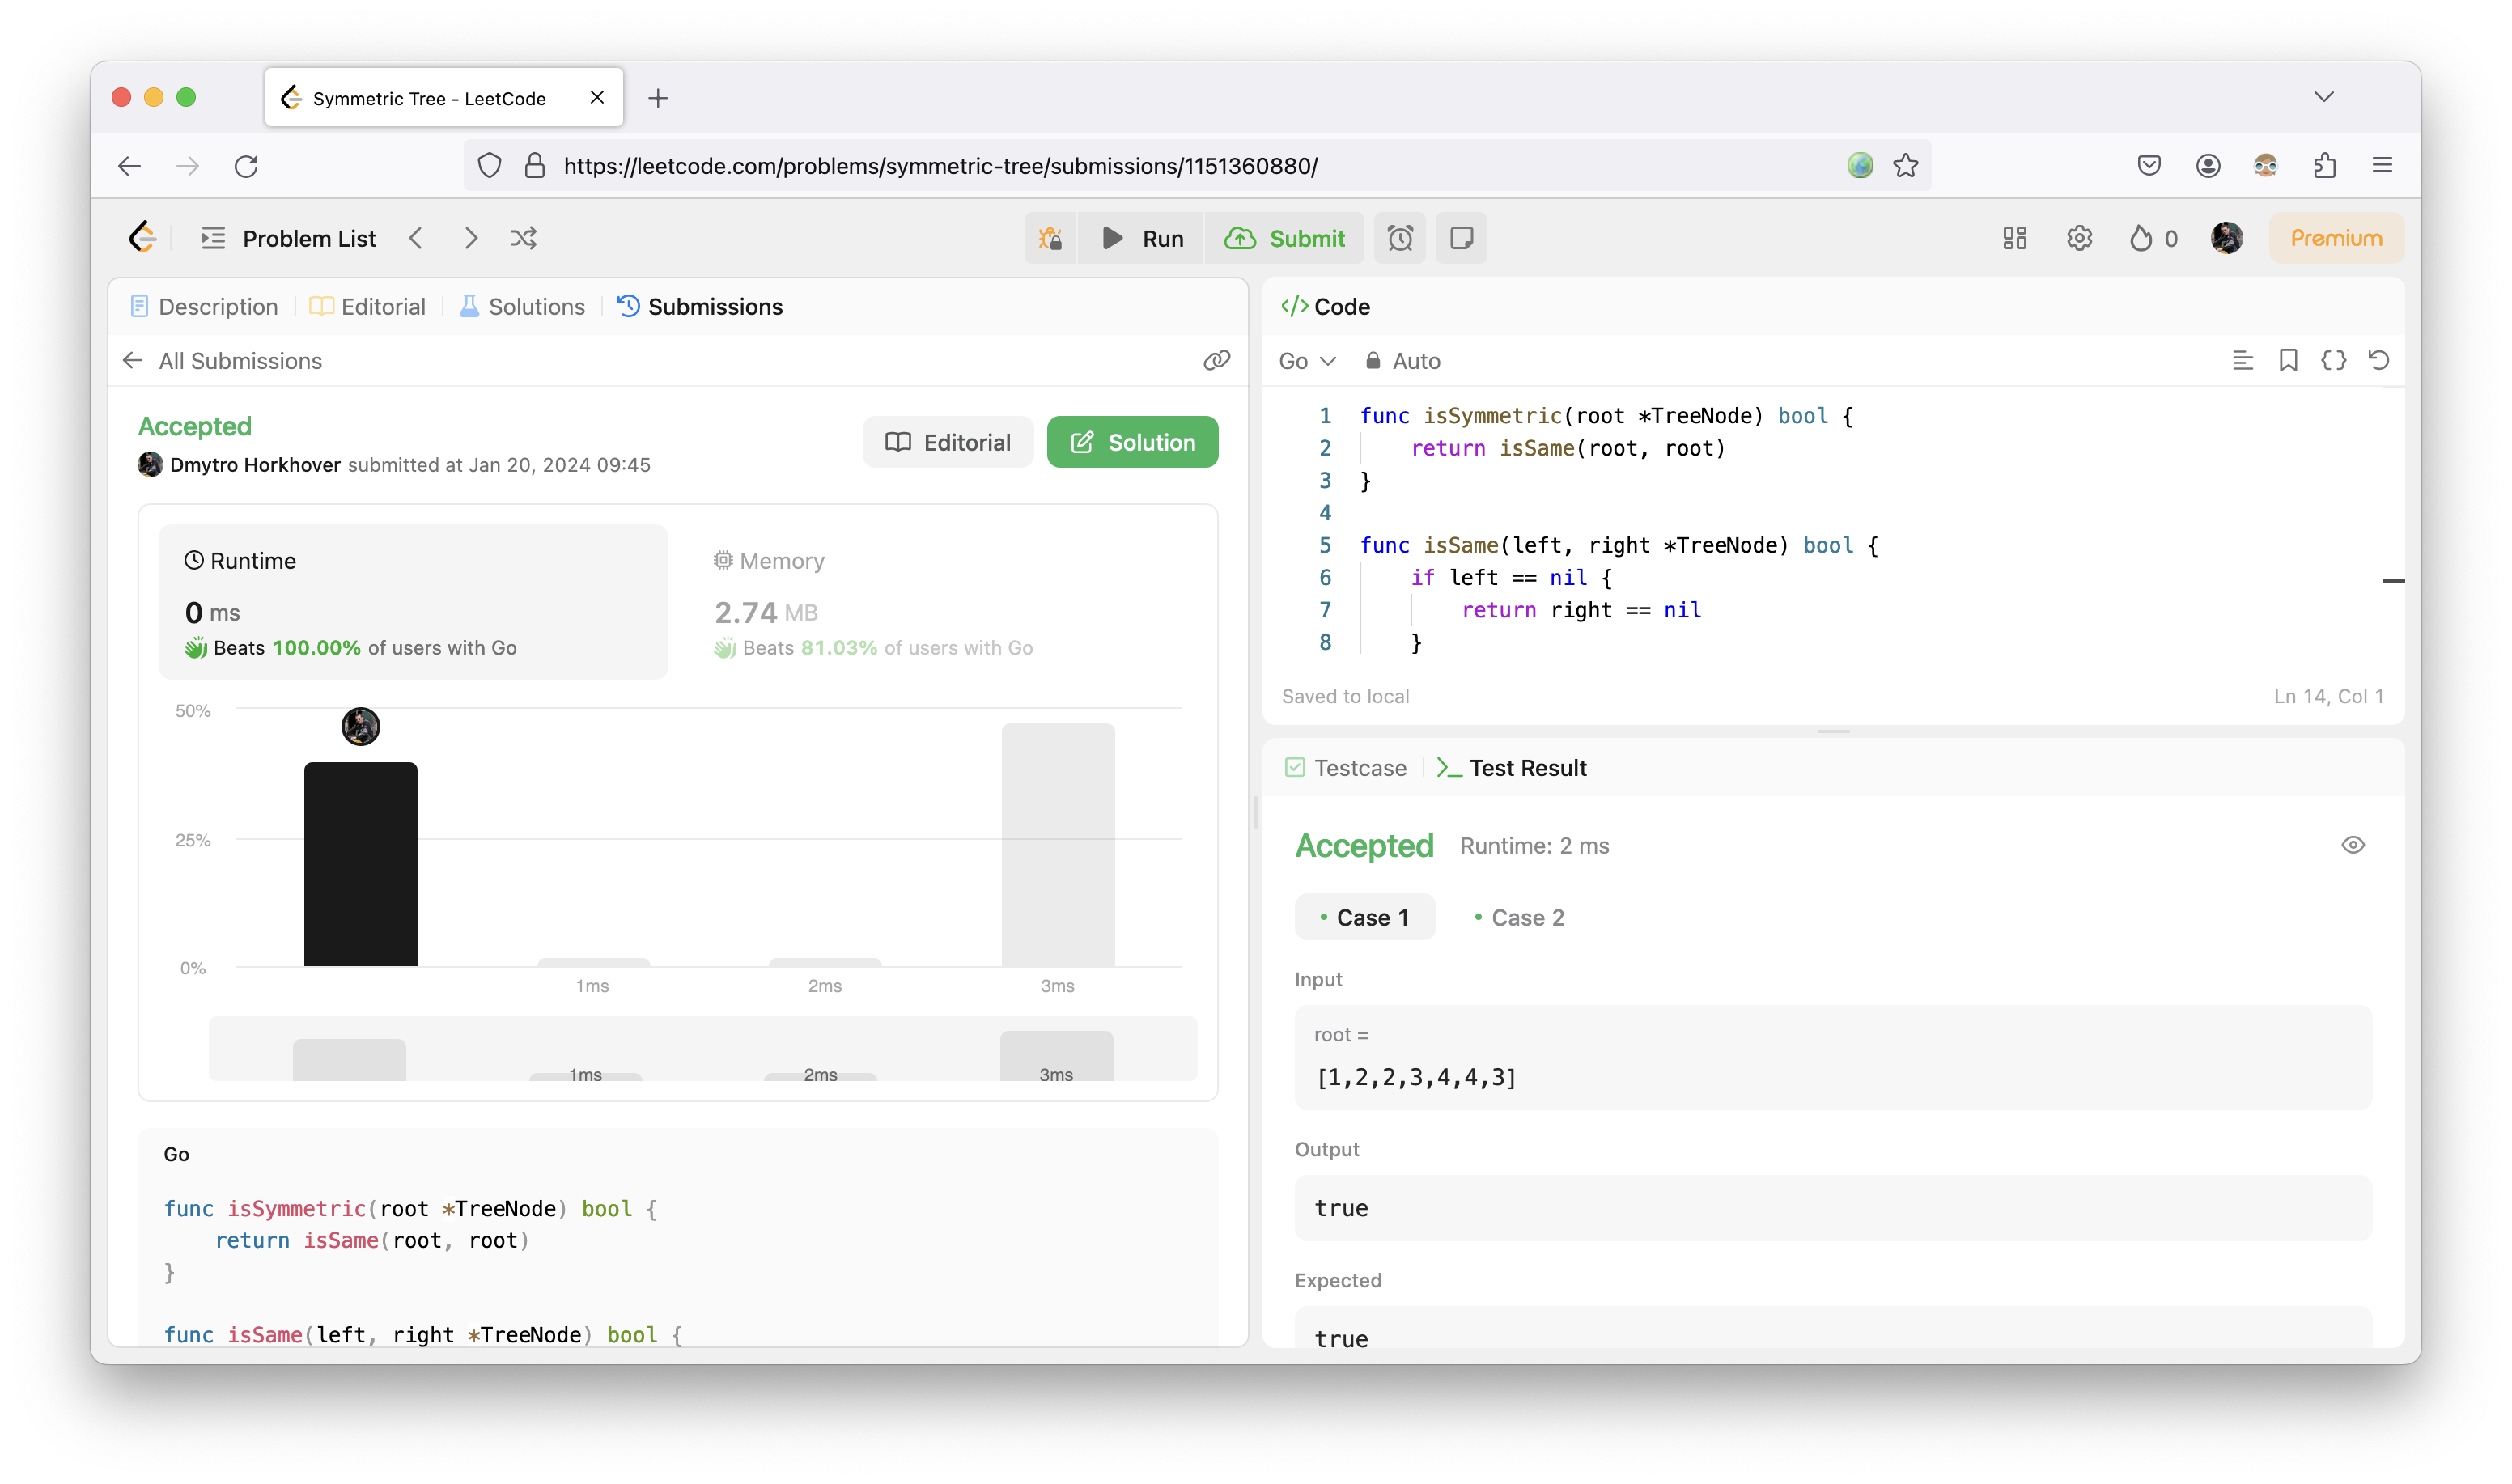 Symmetric Tree - LeetCode
https://leetcode.com/problems/symmetric-tree/submissions/1151360880/
Problem List
Run
Submit
0
Premium
Description
Editorial
Solutions
Submissions
All Submissions
Accepted
Dmytro Horkhover submitted at Jan 20, 2024 09:45
Editorial
Solution
Runtime
0 ms
Beats 100.00% of users with Go
Memory
2.74 MB
Beats 81.03% of users with Go
50%
25%
0%
1ms
2ms
3ms
1ms
2ms
3ms
Go
func isSymmetric(root *TreeNode) bool {
return isSame(root, root)
}
func isSame(left, right *TreeNode) bool {
</> Code
Go
Auto
1 func isSymmetric(root *TreeNode) bool {
2 return isSame(root, root)
3 }
4
5 func isSame(left, right *TreeNode) bool {
6 if left == nil {
7 return right == nil
8 }
Saved to local
Ln 14, Col 1
Testcase
>_ Test Result
Accepted
Runtime: 2 ms
• Case 1
• Case 2
Input
root =
[1,2,2,3,4,4,3]
Output
true
Expected
true